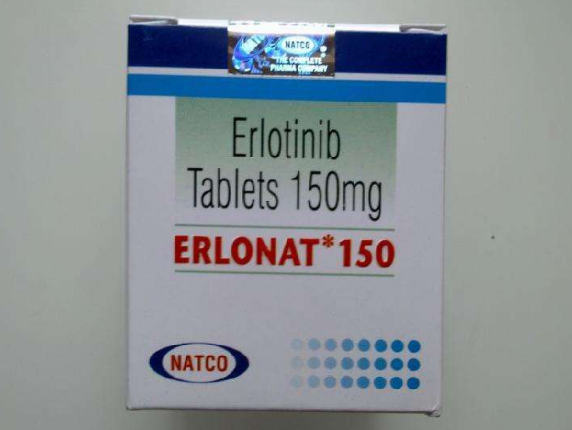 NATCO
THE COMPLETE
PHARMA COMPANY
Erlotinib
Tablets 150mg
ERLONAT* 150
NATCO